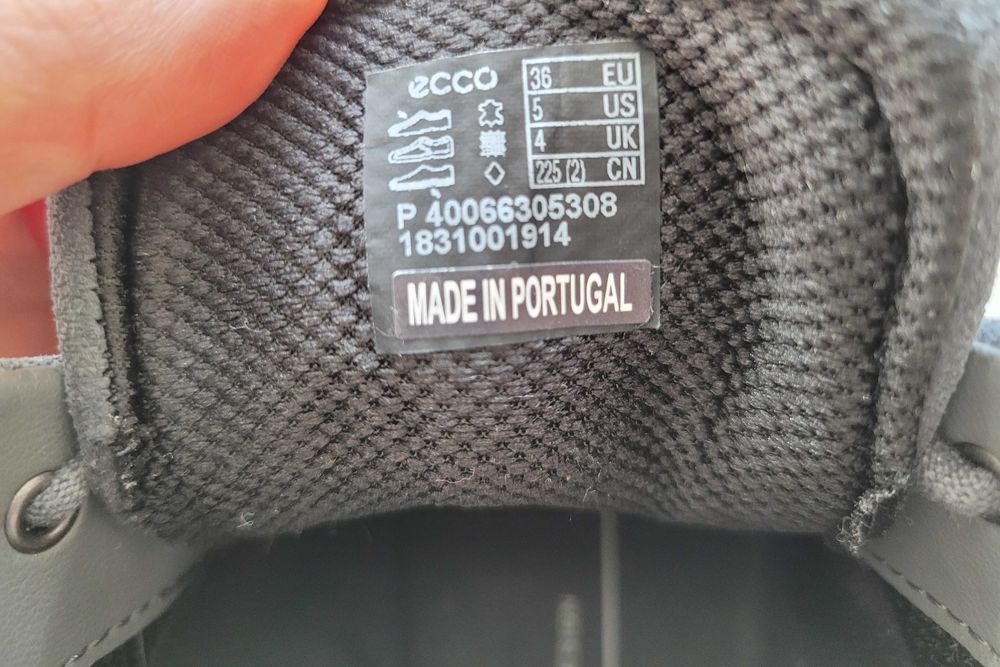 ecco
36 EU
5 US
4 UK
225 (2) CN
P 40066305308
1831001914
MADE IN PORTUGAL